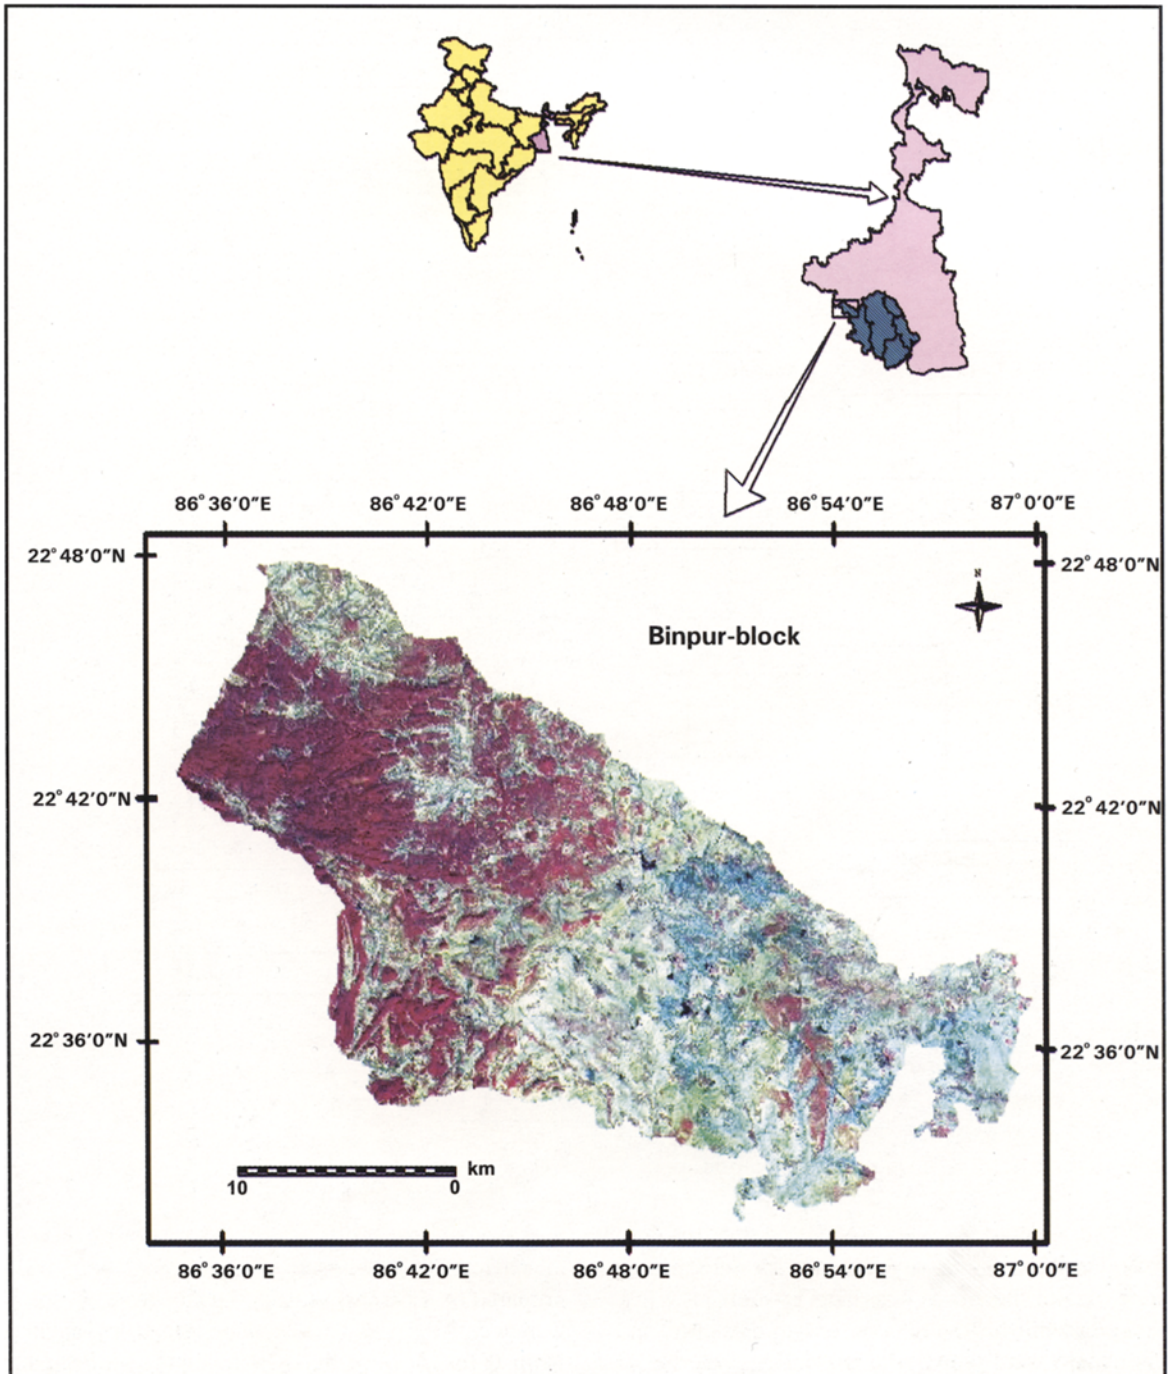 86°36′0″E 86°42′0″E 86°48′0″E 86°54′0″E 87°0′0″E
22°48′0″N 22°48′0″N
N
Binpur-block
22°42′0″N 22°42′0″N
22°36′0″N 22°36′0″N
km
10 0
86°36′0″E 86°42′0″E 86°48′0″E 86°54′0″E 87°0′0″E